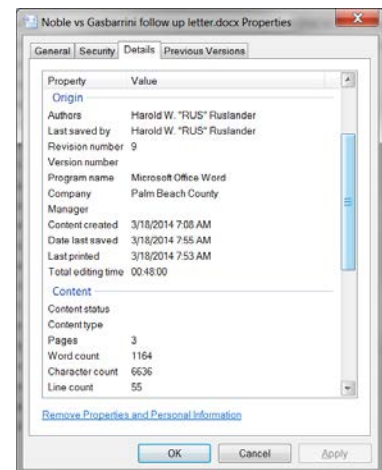 Noble vs Gasbarrini follow up letter.docx Properties
General Security Details Previous Versions
Property Value
Origin
Authors Harold W. "RUS" Ruslander
Last saved by Harold W. "RUS" Ruslander
Revision number 9
Version number
Program name Microsoft Office Word
Company Palm Beach County
Manager
Content created 3/18/2014 7:08 AM
Date last saved 3/18/2014 7:55 AM
Last printed 3/18/2014 7:53 AM
Total editing time 00:48:00
Content
Content status
Content type
Pages 3
Word count 1164
Character count 6636
Line count 55
Remove Properties and Personal Information
OK Cancel Apply